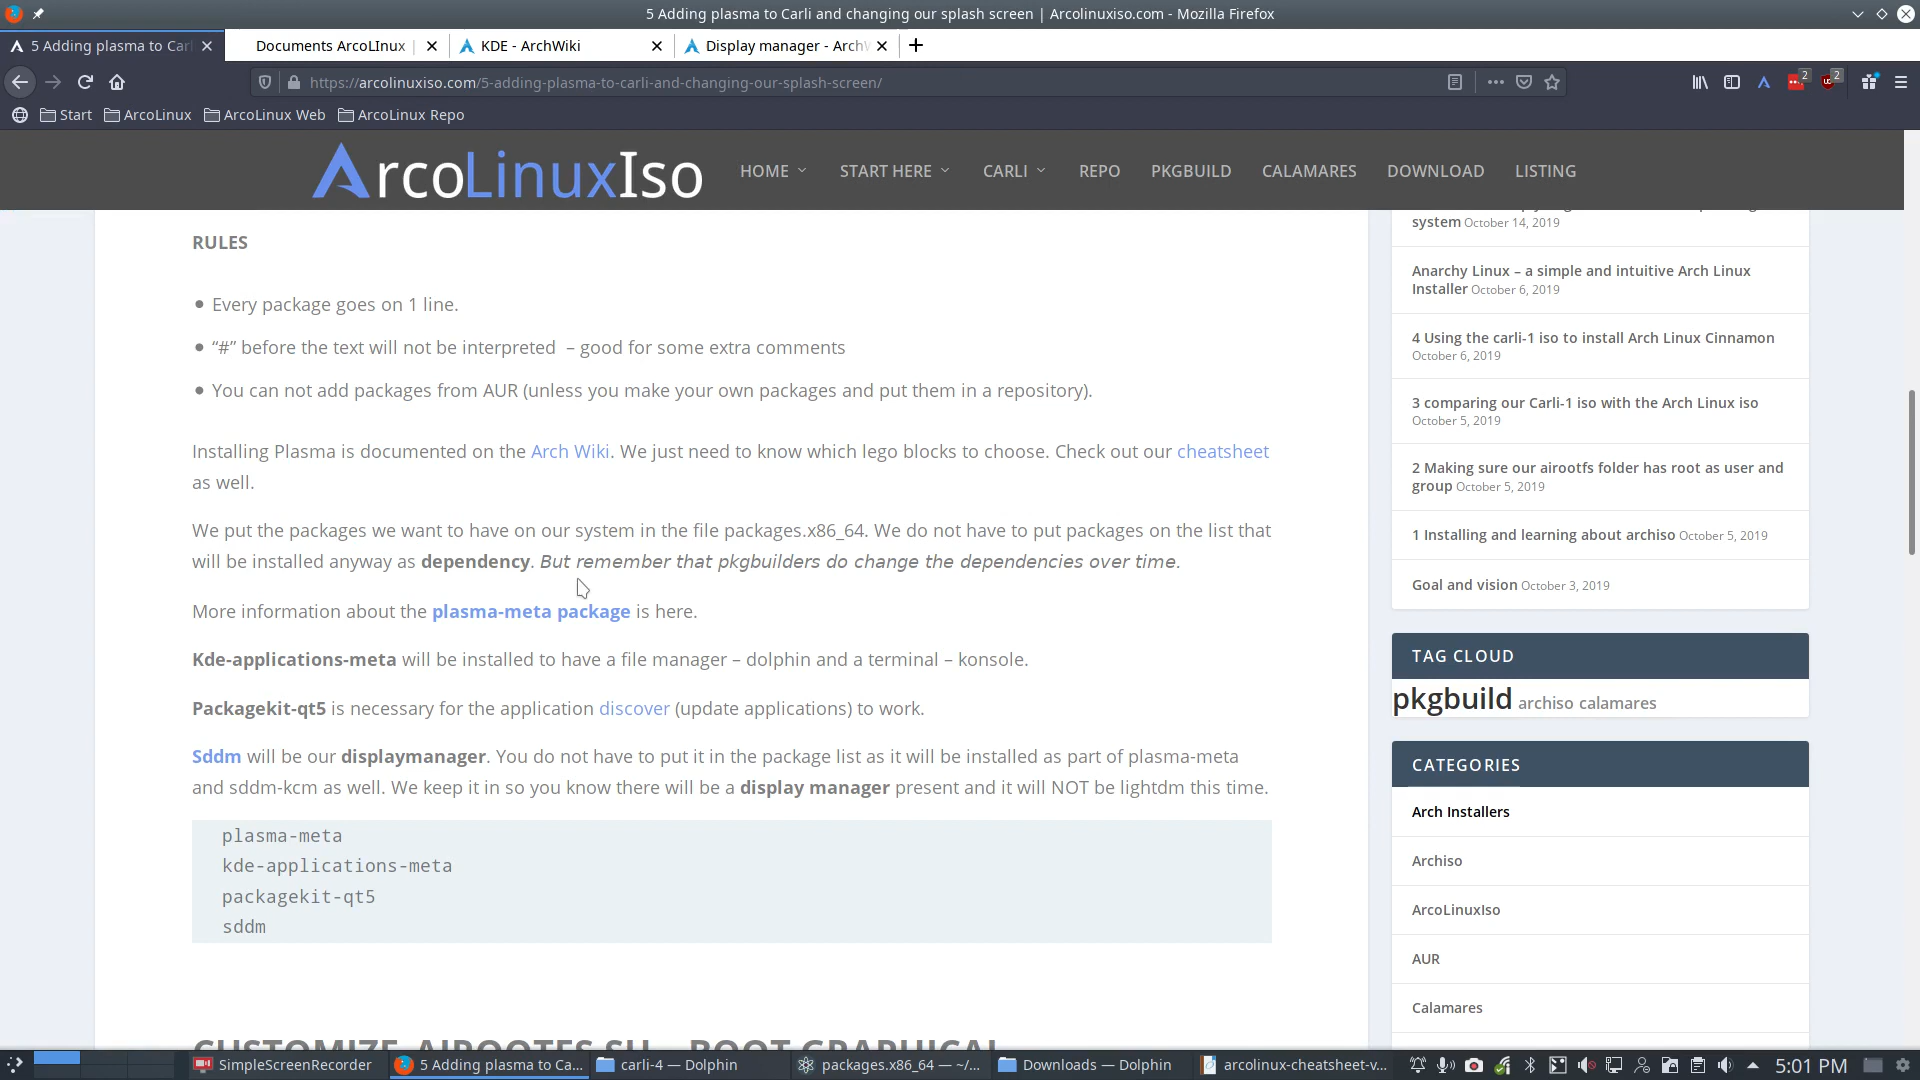 5 Adding plasma to Carli and changing our splash screen | Arcolinuxiso.com - Mozilla Firefox
5 Adding plasma to Carl
Documents ArcoLInux |
KDE - ArchWiki
Display manager - ArchW
https://arcolinuxiso.com/5-adding-plasma-to-carli-and-changing-our-splash-screen/
2
2
Start
ArcoLinux
ArcoLinux Web
ArcoLinux Repo
ArcoLinuxIso
HOME
START HERE
CARLI
REPO
PKGBUILD
CALAMARES
DOWNLOAD
LISTING
RULES
• Every package goes on 1 line.
• “#” before the text will not be interpreted – good for some extra comments
• You can not add packages from AUR (unless you make your own packages and put them in a repository).
Installing Plasma is documented on the Arch Wiki. We just need to know which lego blocks to choose. Check out our cheatsheet
as well.
We put the packages we want to have on our system in the file packages.x86_64. We do not have to put packages on the list that
will be installed anyway as dependency. But remember that pkgbuilders do change the dependencies over time.
More information about the plasma-meta package is here.
Kde-applications-meta will be installed to have a file manager – dolphin and a terminal – konsole.
Packagekit-qt5 is necessary for the application discover (update applications) to work.
Sddm will be our displaymanager. You do not have to put it in the package list as it will be installed as part of plasma-meta
and sddm-kcm as well. We keep it in so you know there will be a display manager present and it will NOT be lightdm this time.
plasma-meta
kde-applications-meta
packagekit-qt5
sddm
CUSTOMIZE_AIROOTFS.SH – BOOT GRAPHICAL
system October 14, 2019
Anarchy Linux – a simple and intuitive Arch Linux
Installer October 6, 2019
4 Using the carli-1 iso to install Arch Linux Cinnamon
October 6, 2019
3 comparing our Carli-1 iso with the Arch Linux iso
October 5, 2019
2 Making sure our airootfs folder has root as user and
group October 5, 2019
1 Installing and learning about archiso October 5, 2019
Goal and vision October 3, 2019
TAG CLOUD
pkgbuild archiso calamares
CATEGORIES
Arch Installers
Archiso
ArcoLinuxIso
AUR
Calamares
SimpleScreenRecorder
5 Adding plasma to Ca...
carli-4 — Dolphin
packages.x86_64 — ~/...
Downloads — Dolphin
arcolinux-cheatsheet-v...
5:01 PM